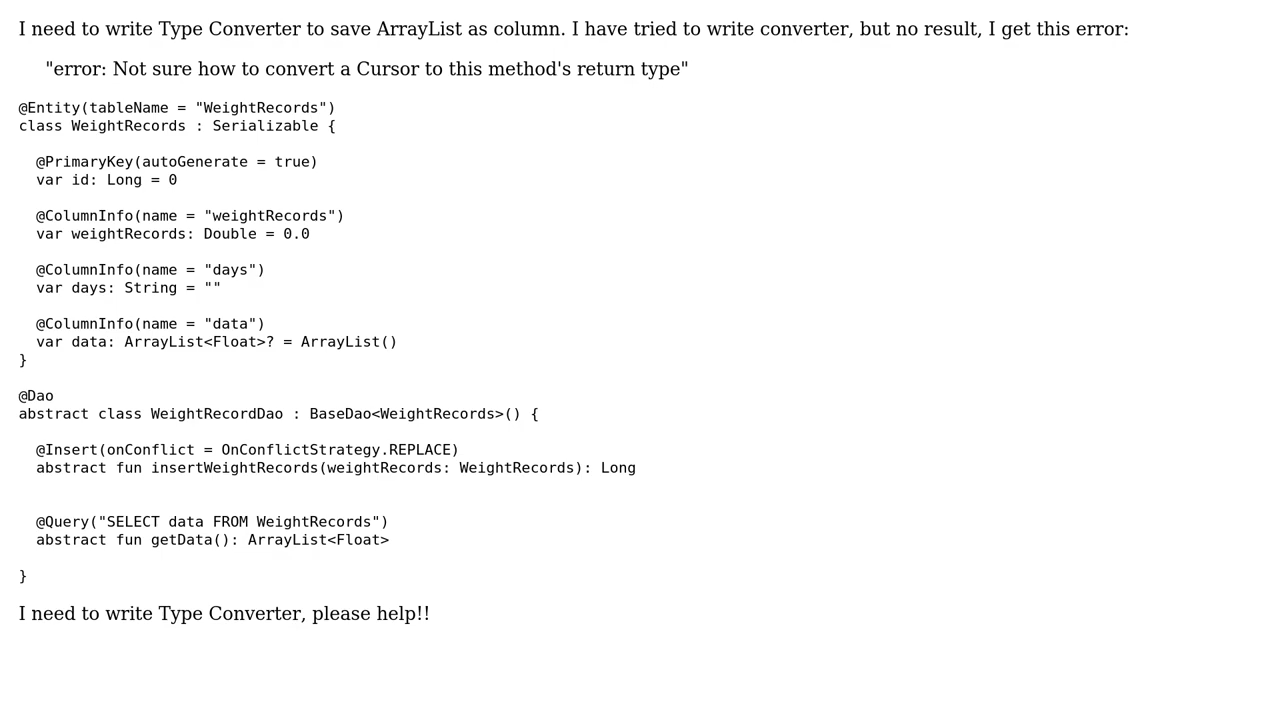 I need to write Type Converter to save ArrayList as column. I have tried to write converter, but no result, I get this error:
"error: Not sure how to convert a Cursor to this method's return type"
@Entity(tableName = "WeightRecords")
class WeightRecords : Serializable {
@PrimaryKey(autoGenerate = true)
var id: Long = 0
@ColumnInfo(name = "weightRecords")
var weightRecords: Double = 0.0
@ColumnInfo(name = "days")
var days: String = ""
@ColumnInfo(name = "data")
var data: ArrayList<Float>? = ArrayList()
}
@Dao
abstract class WeightRecordDao : BaseDao<WeightRecords>() {
@Insert(onConflict = OnConflictStrategy.REPLACE)
abstract fun insertWeightRecords(weightRecords: WeightRecords): Long
@Query("SELECT data FROM WeightRecords")
abstract fun getData(): ArrayList<Float>
}
I need to write Type Converter, please help!!